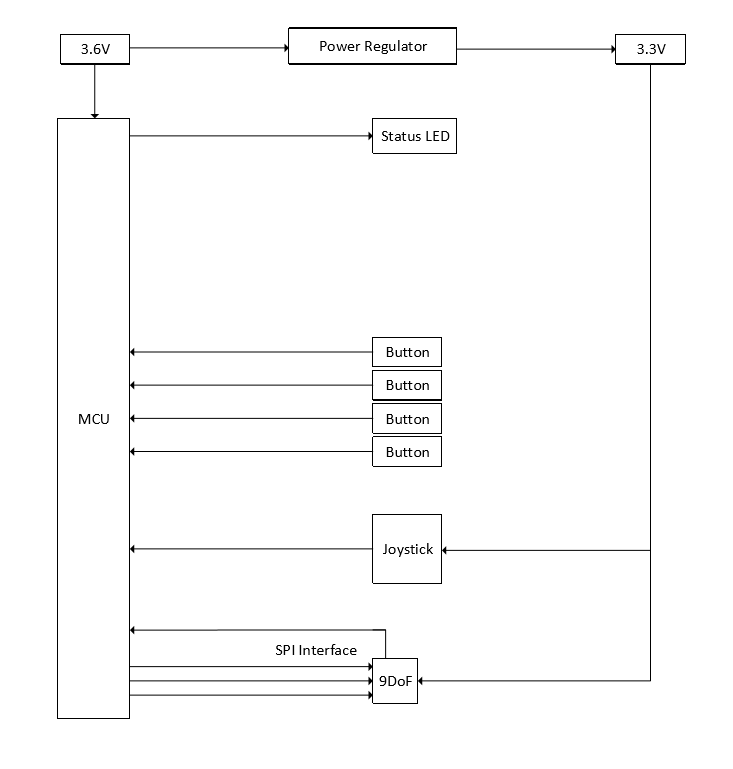 3.6V
Power Regulator
3.3V
Status LED
Button
Button
MCU
Button
Button
Joystick
SPI Interface
9DoF